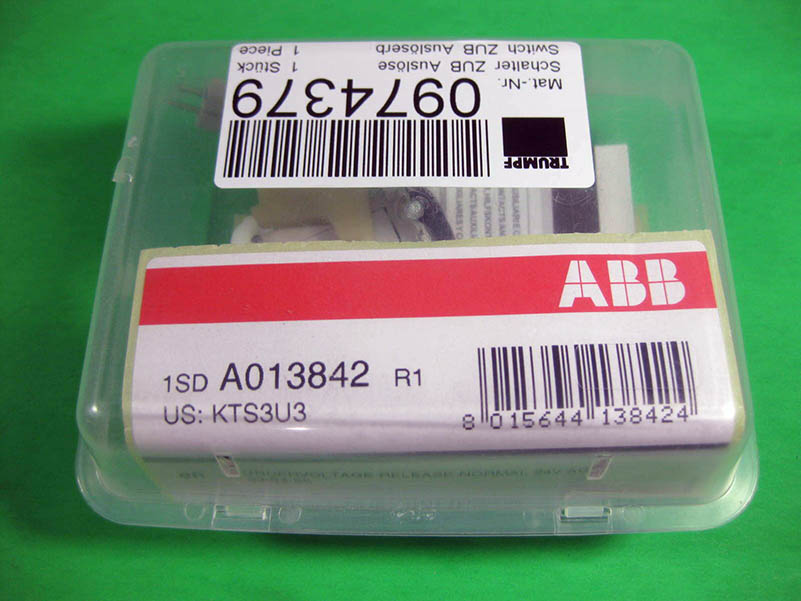 Mat.-Nr.
0974379
Schalter ZUB Auslöse 1 Stück
Switch ZUB Auslöserb 1 Piece
TRUMPF
ABB
1SD A013842 R1
US: KTS3U3
8 015644 138424
UNDERVOLTAGE RELEASE NORMAL 24V